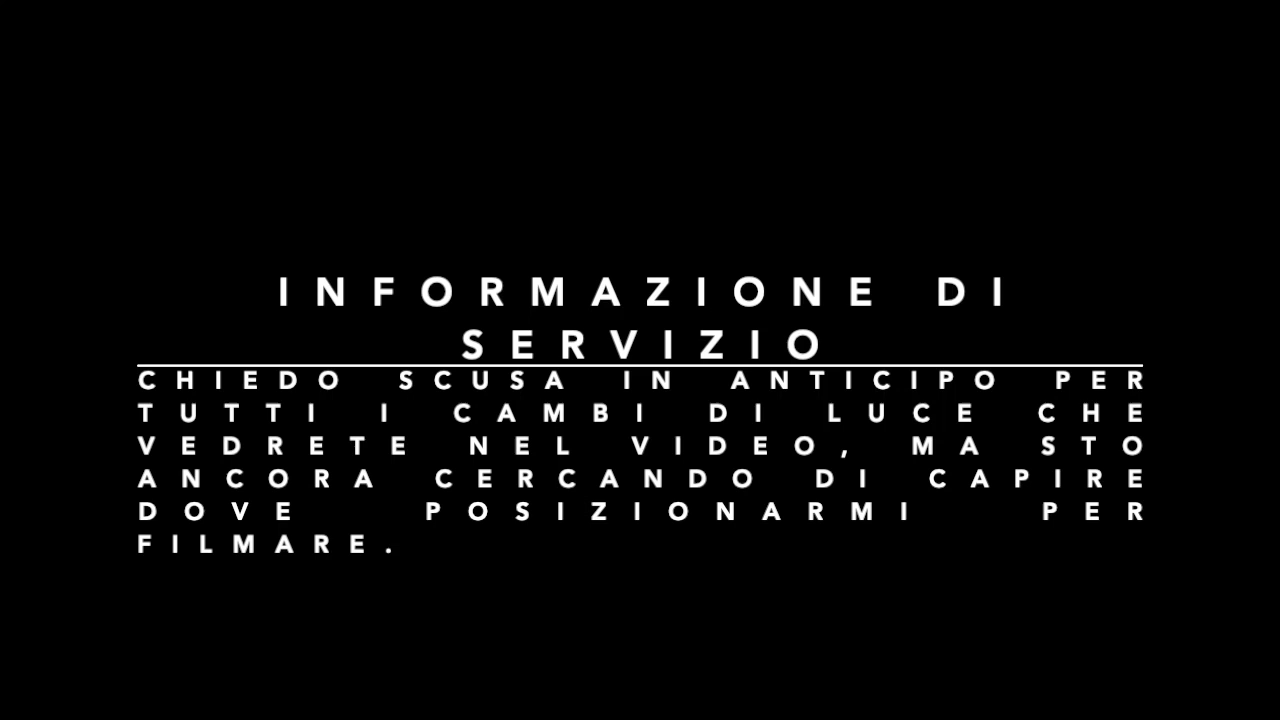 INFORMAZIONE DI
SERVIZIO
CHIEDO SCUSA IN ANTICIPO PER
TUTTI I CAMBI DI LUCE CHE
VEDRETE NEL VIDEO, MA STO
ANCORA CERCANDO DI CAPIRE
DOVE POSIZIONARMI PER
FILMARE.